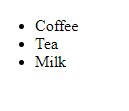 • Coffee
• Tea
• Milk